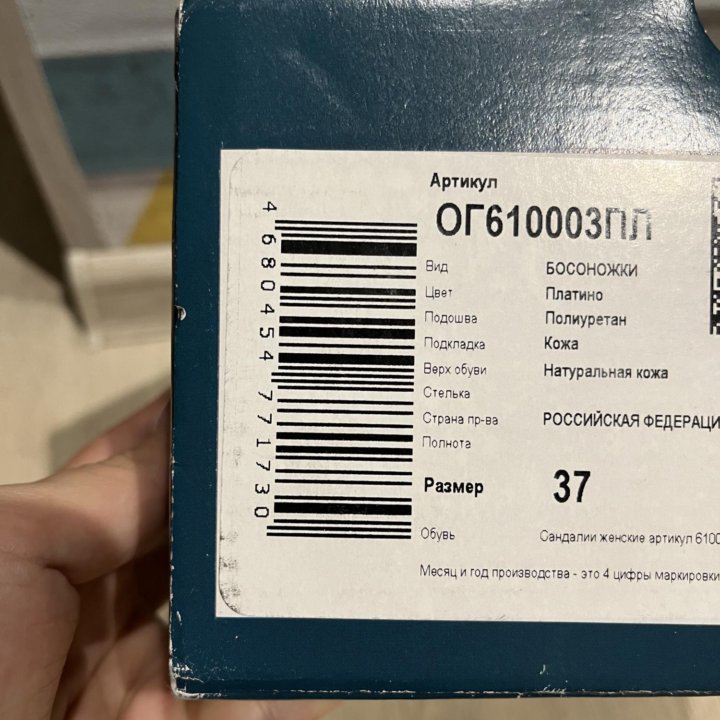 Артикул
ОГ610003ПЛ
Вид БОСОНОЖКИ
Цвет Платино
Подошва Полиуретан
Подкладка Кожа
Верх обуви Натуральная кожа
Стелька
Страна пр-ва РОССИЙСКАЯ ФЕДЕРАЦИ
Полнота
Размер 37
Обувь Сандалии женские артикул 6100
Месяц и год производства - это 4 цифры маркировки
4 680454 771730